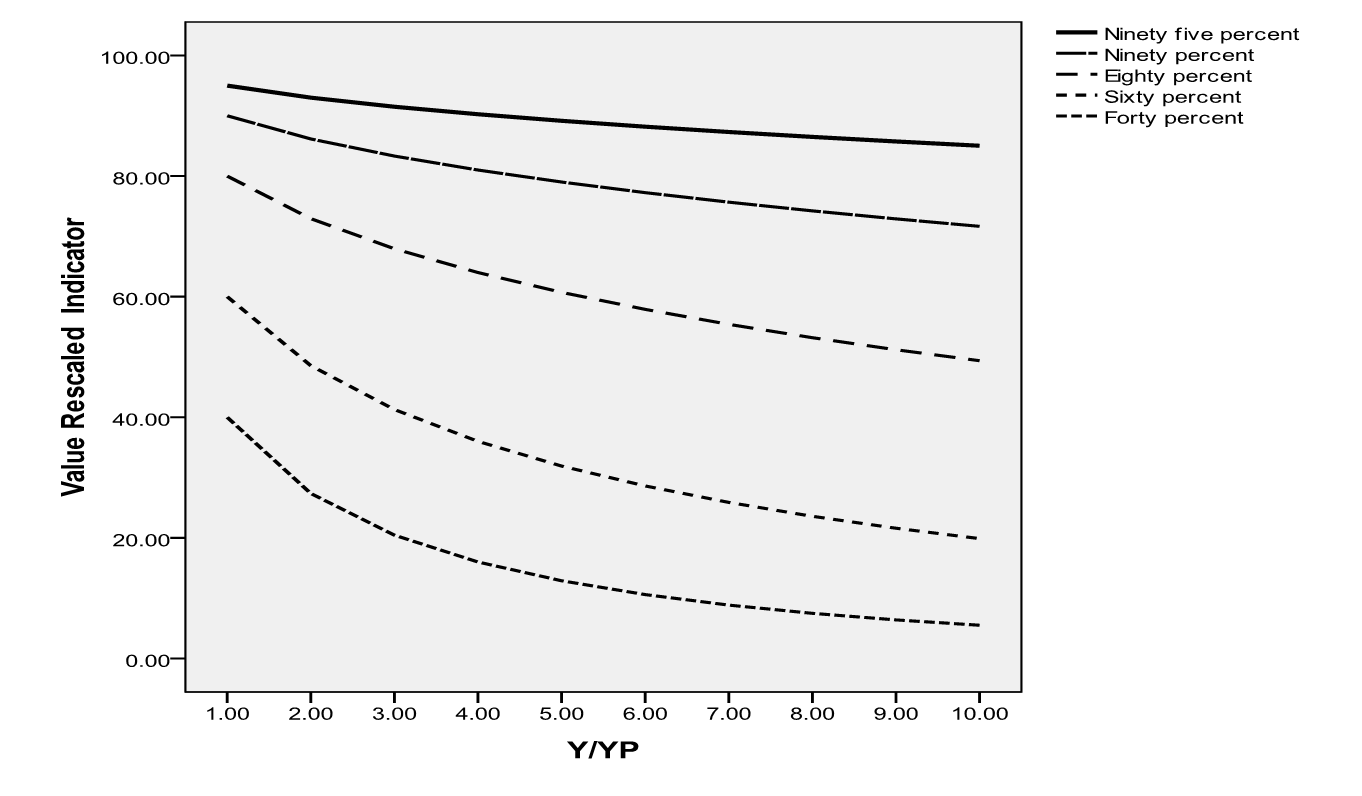 Ninety five percent
Ninety percent
Eighty percent
Sixty percent
Forty percent
100.00
80.00
60.00
40.00
20.00
0.00
Value Rescaled Indicator
1.00 2.00 3.00 4.00 5.00 6.00 7.00 8.00 9.00 10.00
Y/YP